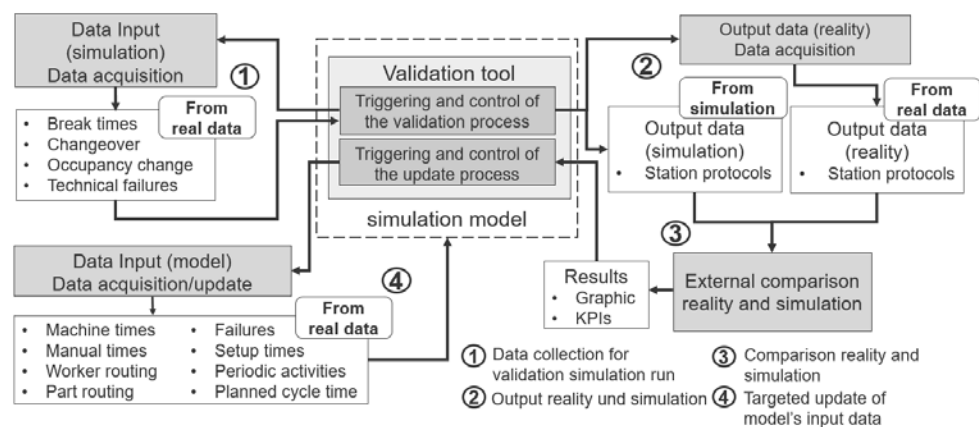 Data Input
(simulation)
Data acquisition
1
From
real data
• Break times
• Changeover
• Occupancy change
• Technical failures
Validation tool
Triggering and control of
the validation process
Triggering and control of
the update process
simulation model
2
Output data (reality)
Data acquisition
From
simulation
Output data
(simulation)
• Station protocols
From
real data
Output data
(reality)
• Station protocols
3
External comparison
reality and simulation
Results
• Graphic
• KPIs
Data Input (model)
Data acquisition/update
4
From
real data
• Machine times
• Manual times
• Worker routing
• Part routing
• Failures
• Setup times
• Periodic activities
• Planned cycle time
1 Data collection for
validation simulation run
2 Output reality und simulation
3 Comparison reality and
simulation
4 Targeted update of
model's input data